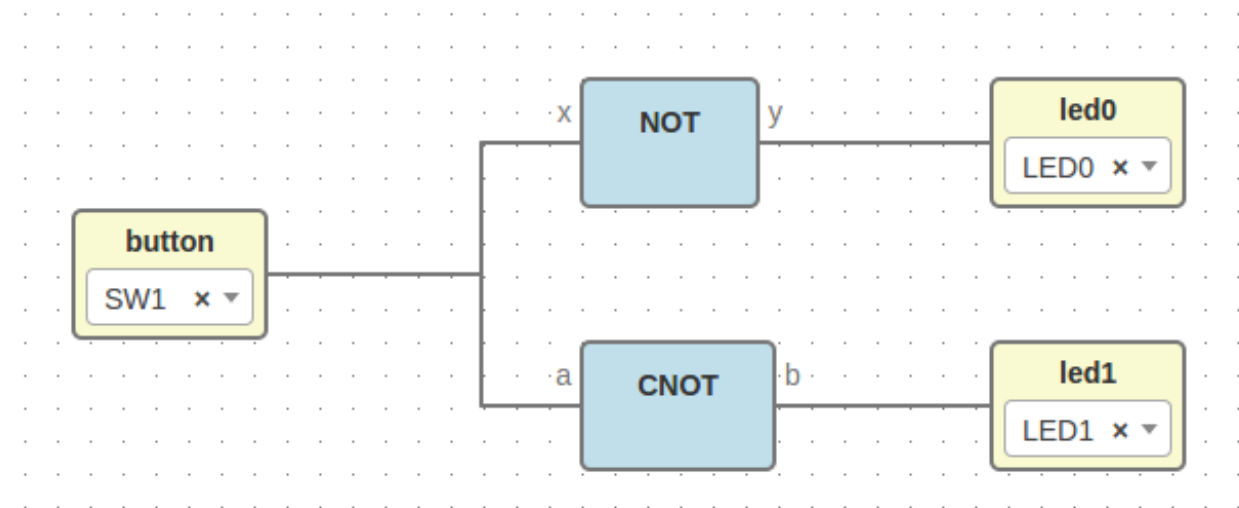 x
NOT
y
led0
LED0 × ▾
button
SW1 × ▾
a
CNOT
b
led1
LED1 × ▾